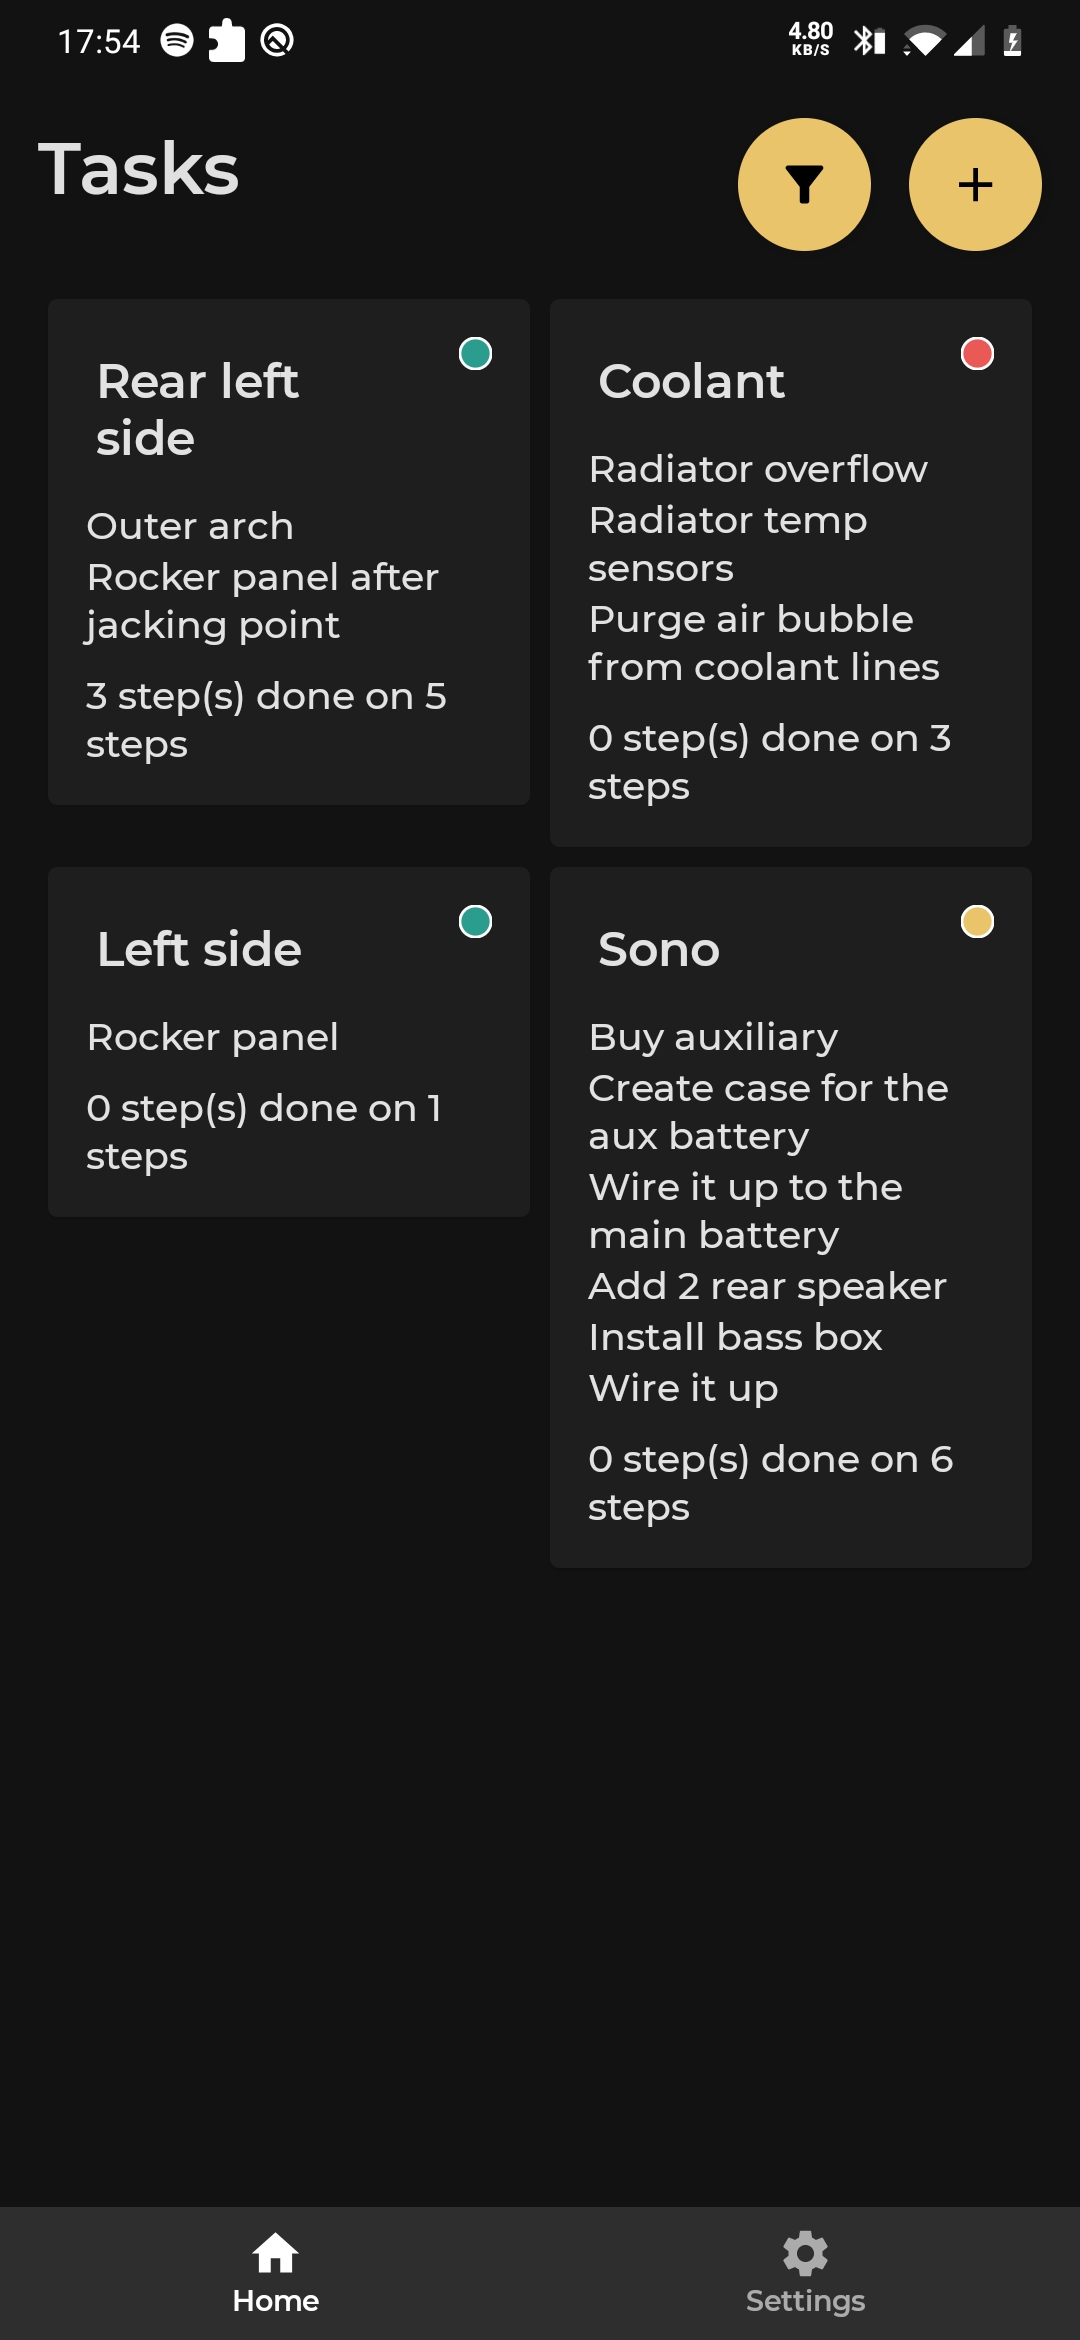 17:54
4.80
KB/S
Tasks
Rear left
side
Outer arch
Rocker panel after
jacking point
3 step(s) done on 5
steps
Coolant
Radiator overflow
Radiator temp
sensors
Purge air bubble
from coolant lines
0 step(s) done on 3
steps
Left side
Rocker panel
0 step(s) done on 1
steps
Sono
Buy auxiliary
Create case for the
aux battery
Wire it up to the
main battery
Add 2 rear speaker
Install bass box
Wire it up
0 step(s) done on 6
steps
Home
Settings